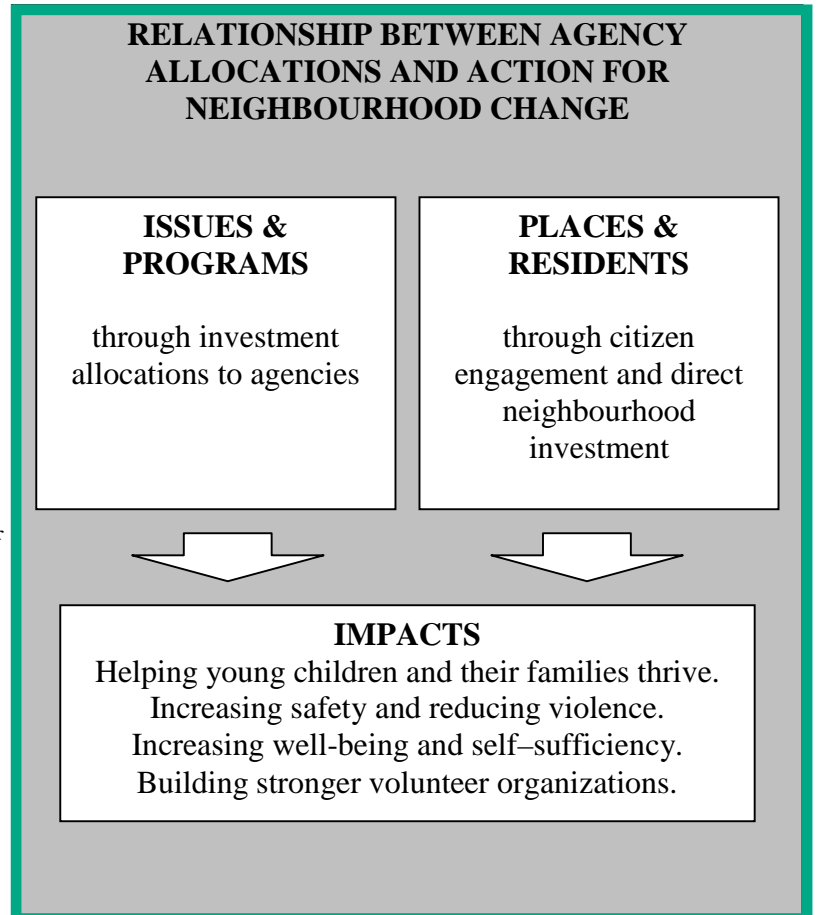 RELATIONSHIP BETWEEN AGENCY
ALLOCATIONS AND ACTION FOR
NEIGHBOURHOOD CHANGE
ISSUES &
PROGRAMS
through investment
allocations to agencies
PLACES &
RESIDENTS
through citizen
engagement and direct
neighbourhood
investment
IMPACTS
Helping young children and their families thrive.
Increasing safety and reducing violence.
Increasing well-being and self–sufficiency.
Building stronger volunteer organizations.